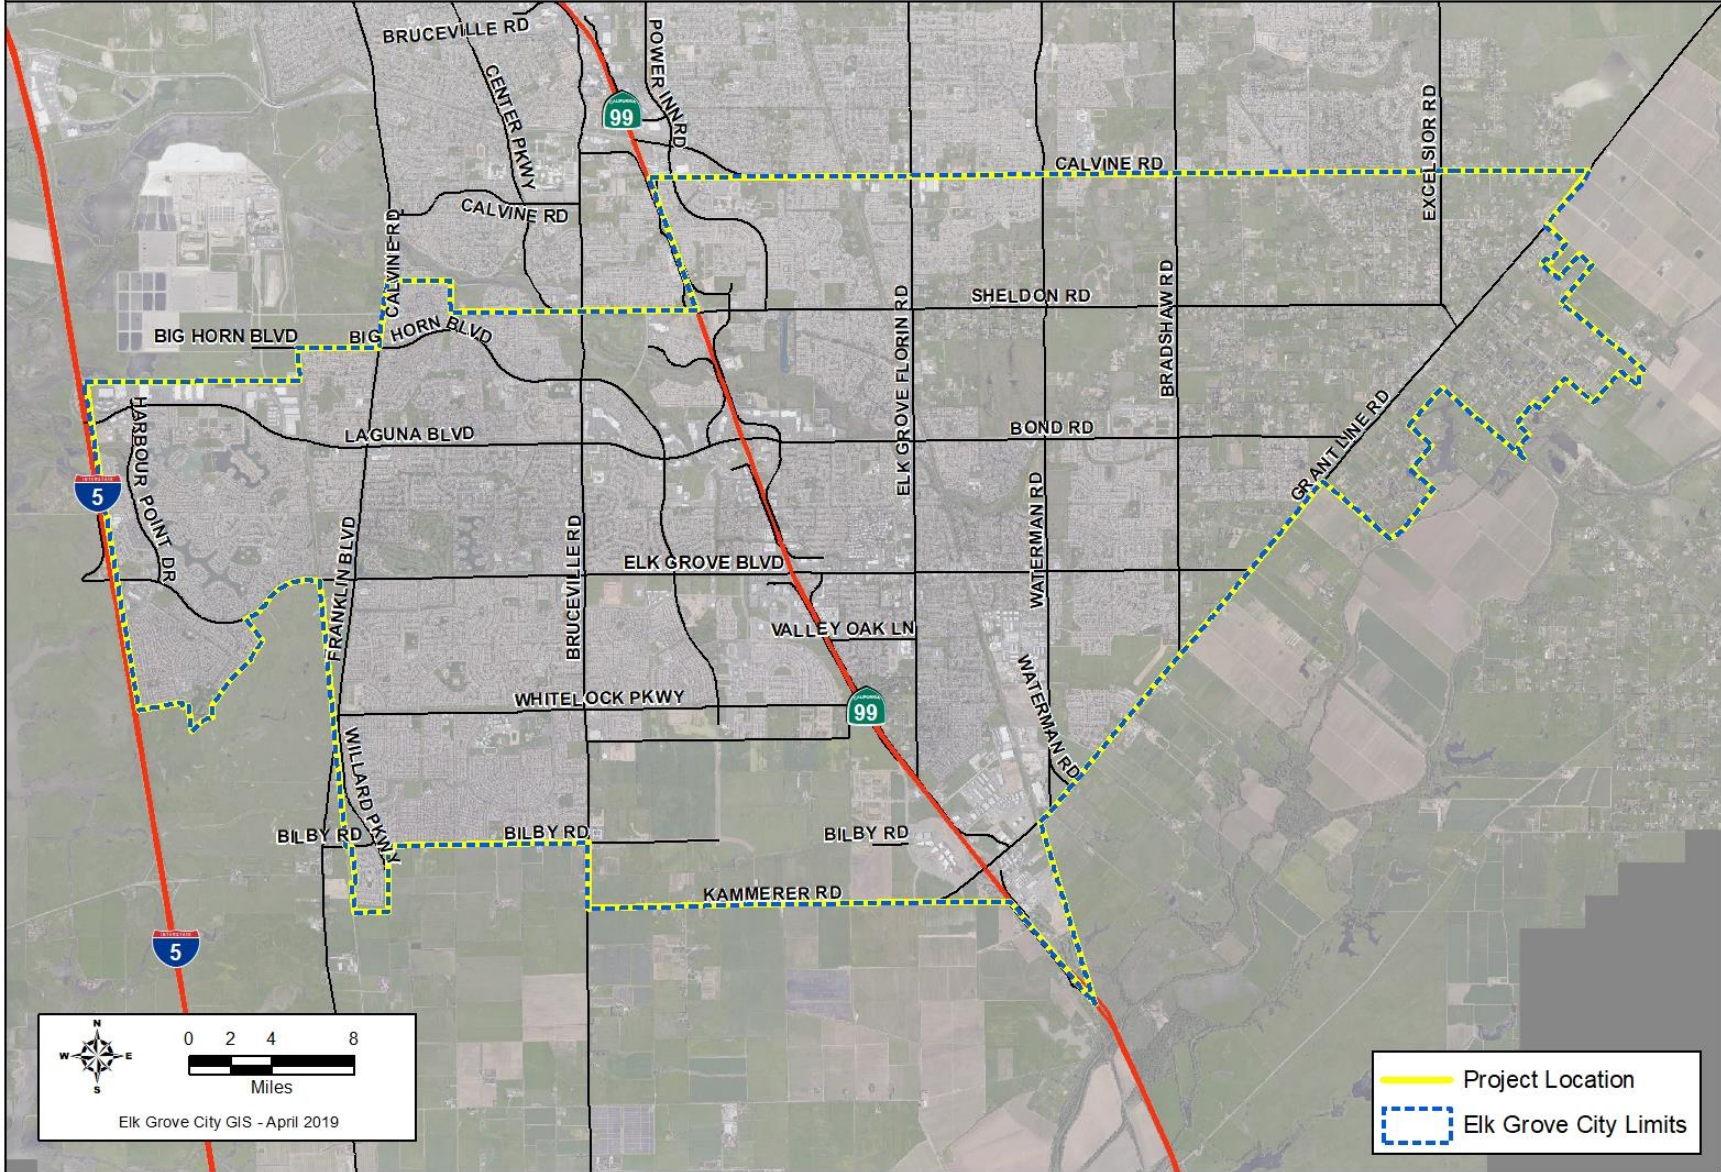 BRUCEVILLE RD
POWER INN RD
CENTER PKWY
CALIFORNIA
99
EXCELSIOR RD
CALVINE RD
CALVINE RD
CALVINE RD
BRADSHAW RD
ELK GROVE FLORIN RD
SHELDON RD
BIG HORN BLVD
BIG HORN BLVD
HARBOUR POINT DR
LAGUNA BLVD
BOND RD
GRANT LINE RD
INTERSTATE
5
WATERMAN RD
FRANKLIN BLVD
BRUCEVILLE RD
ELK GROVE BLVD
VALLEY OAK LN
WATERMAN RD
WHITELOCK PKWY
CALIFORNIA
99
WILLARD PKWY
BILBY RD
BILBY RD
BILBY RD
KAMMERER RD
INTERSTATE
5
N
W E
S
0 2 4 8
Miles
Elk Grove City GIS - April 2019
Project Location
Elk Grove City Limits